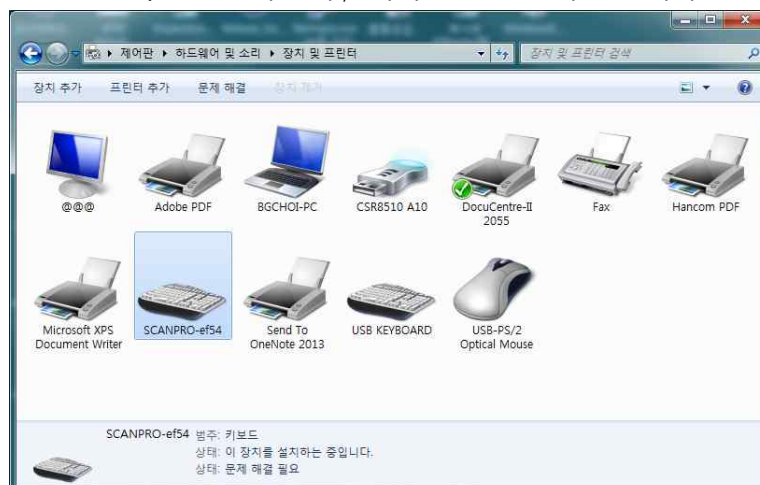 제어판 ▸ 하드웨어 및 소리 ▸ 장치 및 프린터
장치 및 프린터 검색
장치 추가 프린터 추가 문제 해결 장치 제거
@@@
Adobe PDF
BGCHOI-PC
CSR8510 A10
DocuCentre-II
2055
Fax
Hancom PDF
Microsoft XPS
Document Writer
SCANPRO-ef54
Send To
OneNote 2013
USB KEYBOARD
USB-PS/2
Optical Mouse
SCANPRO-ef54 범주: 키보드
상태: 이 장치를 설치하는 중입니다.
상태: 문제 해결 필요